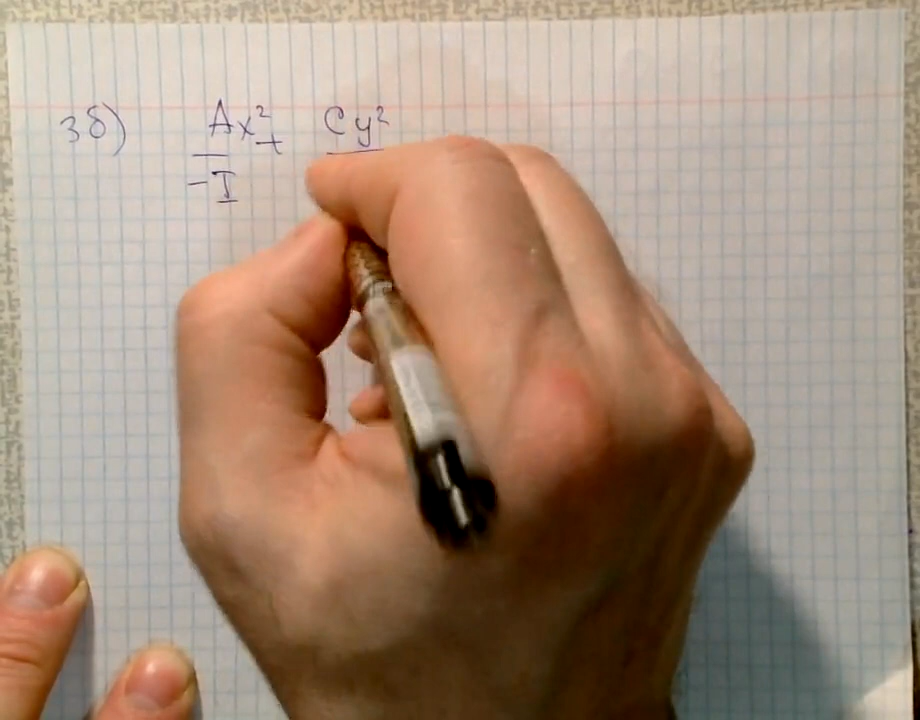 3б) Ax² + Cy²
-I